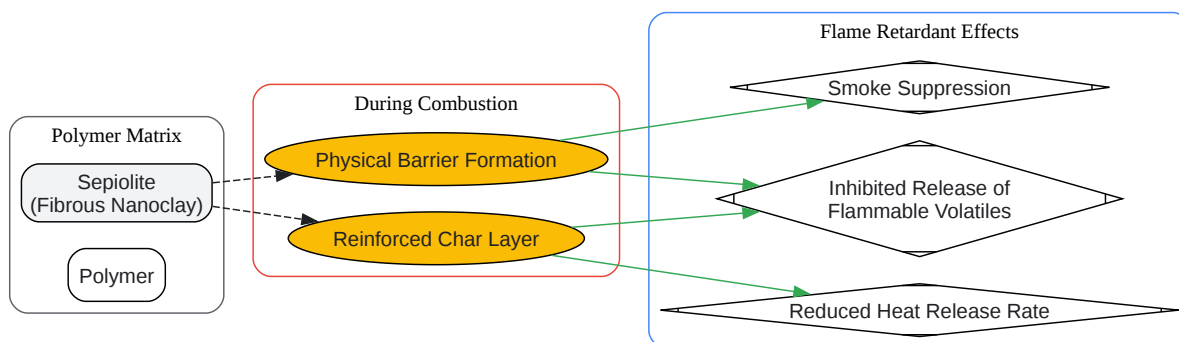 Polymer Matrix
Sepiolite
(Fibrous Nanoclay)
Polymer
During Combustion
Physical Barrier Formation
Reinforced Char Layer
Flame Retardant Effects
Smoke Suppression
Inhibited Release of
Flammable Volatiles
Reduced Heat Release Rate